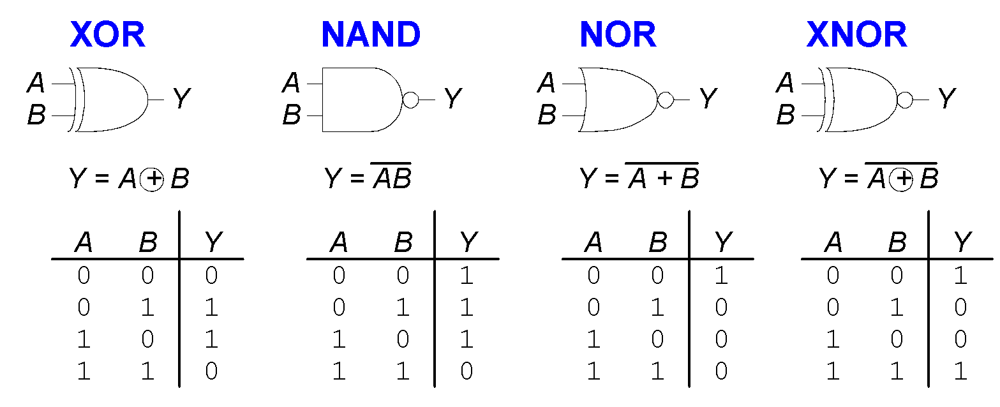 XOR
A
B
Y
Y = A ⊕ B
A B Y
0 0 0
0 1 1
1 0 1
1 1 0
NAND
A
B
Y
Y = A̅B̅
A B Y
0 0 1
0 1 1
1 0 1
1 1 0
NOR
A
B
Y
Y = A̅ ̅+̅ ̅B̅
A B Y
0 0 1
0 1 0
1 0 0
1 1 0
XNOR
A
B
Y
Y = A̅ ̅⊕̅ ̅B̅
A B Y
0 0 1
0 1 0
1 0 0
1 1 1